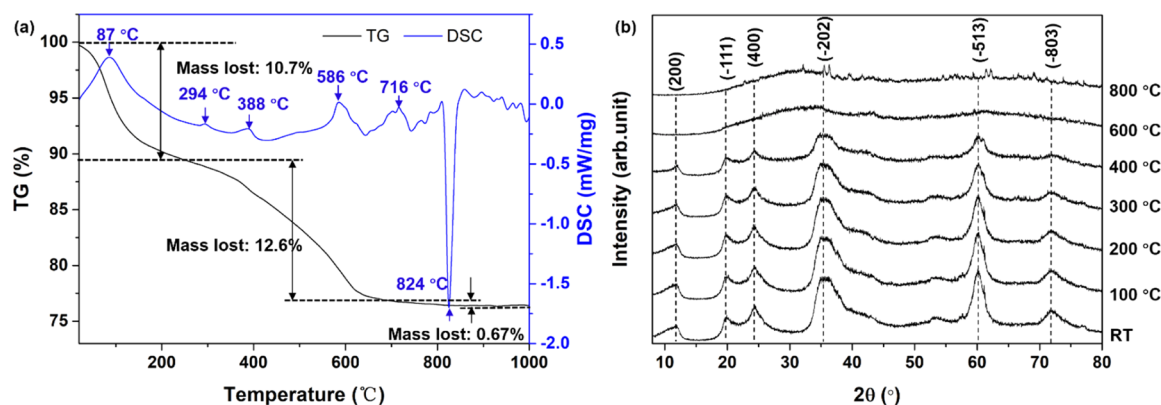 (a)
TG DSC
100
95
90
85
80
75
TG (%)
87 °C
Mass lost: 10.7%
294 °C
388 °C
586 °C
716 °C
Mass lost: 12.6%
824 °C
Mass lost: 0.67%
0.5
0.0
-0.5
-1.0
-1.5
-2.0
DSC (mW/mg)
200 400 600 800 1000
Temperature (℃)
(b)
(200)
(-111)
(400)
(-202)
(-513)
(-803)
800 °C
600 °C
400 °C
300 °C
200 °C
100 °C
RT
Intensity (arb.unit)
10 20 30 40 50 60 70 80
2θ (°)